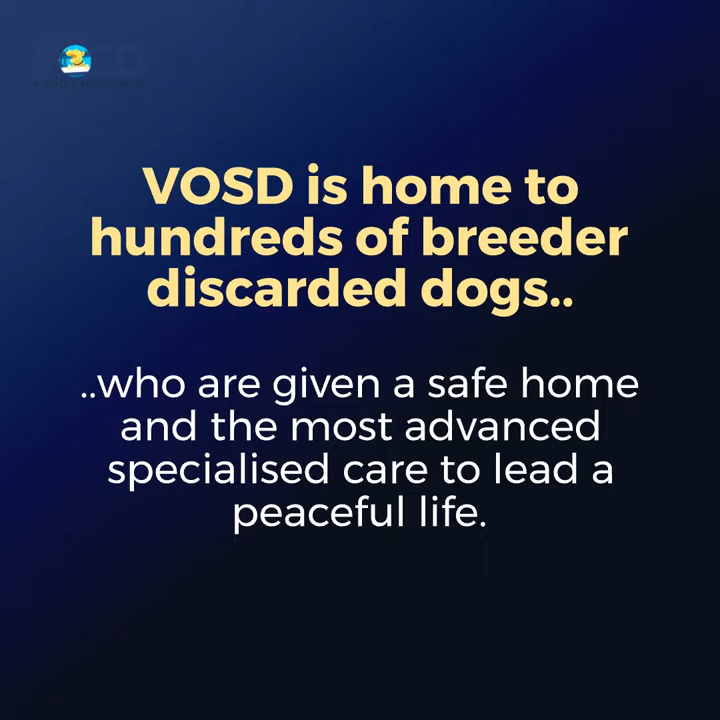 VOSD is home to
hundreds of breeder
discarded dogs..
..who are given a safe home
and the most advanced
specialised care to lead a
peaceful life.